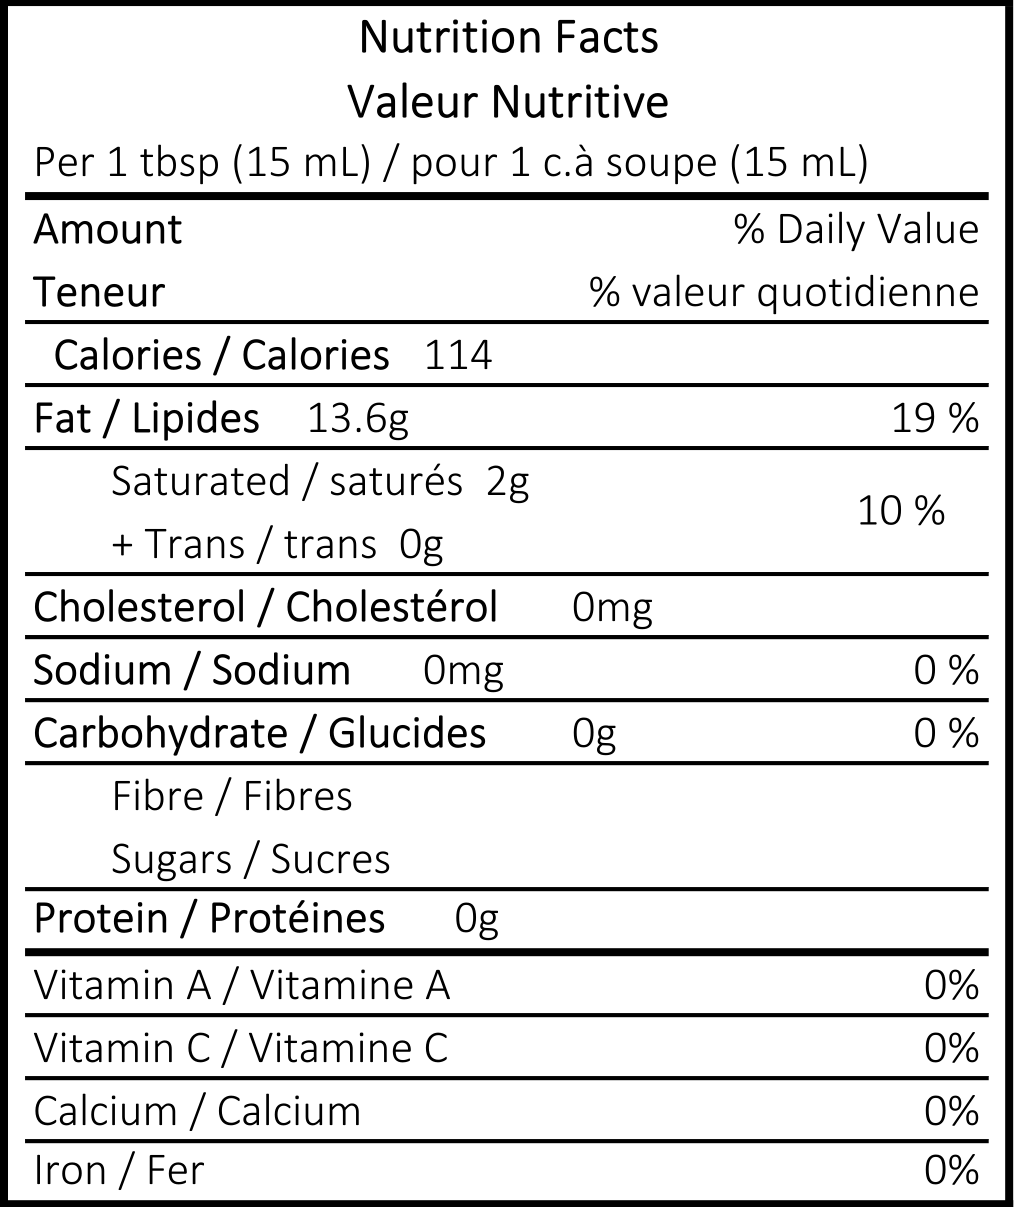 Nutrition Facts
Valeur Nutritive
Per 1 tbsp (15 mL) / pour 1 c.à soupe (15 mL)
Amount % Daily Value
Teneur % valeur quotidienne
Calories / Calories 114
Fat / Lipides 13.6g 19 %
Saturated / saturés 2g
10 %
+ Trans / trans 0g
Cholesterol / Cholestérol 0mg
Sodium / Sodium 0mg 0 %
Carbohydrate / Glucides 0g 0 %
Fibre / Fibres
Sugars / Sucres
Protein / Protéines 0g
Vitamin A / Vitamine A 0%
Vitamin C / Vitamine C 0%
Calcium / Calcium 0%
Iron / Fer 0%